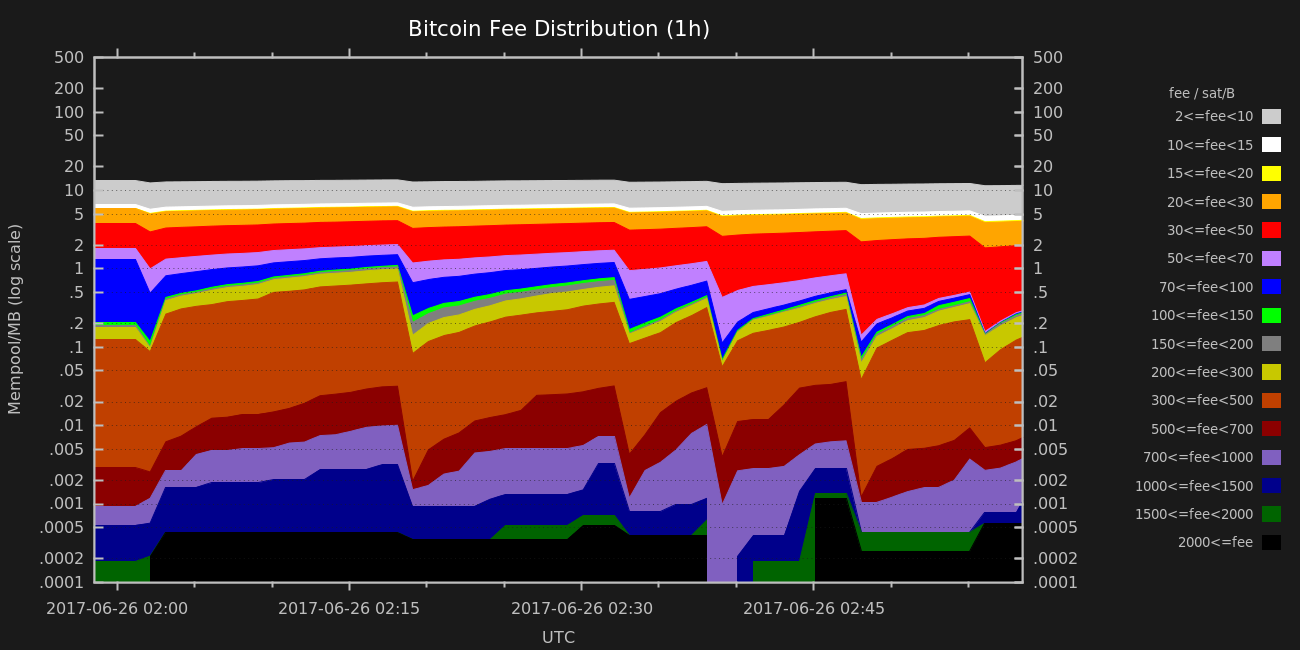 Bitcoin Fee Distribution (1h)
500 500
200 200
100 100
50 50
20 20
10 10
5 5
2 2
1 1
.5 .5
.2 .2
.1 .1
.05 .05
.02 .02
.01 .01
.005 .005
.002 .002
.001 .001
.0005 .0005
.0002 .0002
.0001 .0001
Mempool/MB (log scale)
2017-06-26 02:00 2017-06-26 02:15 2017-06-26 02:30 2017-06-26 02:45
UTC
fee / sat/B
2<=fee<10
10<=fee<15
15<=fee<20
20<=fee<30
30<=fee<50
50<=fee<70
70<=fee<100
100<=fee<150
150<=fee<200
200<=fee<300
300<=fee<500
500<=fee<700
700<=fee<1000
1000<=fee<1500
1500<=fee<2000
2000<=fee